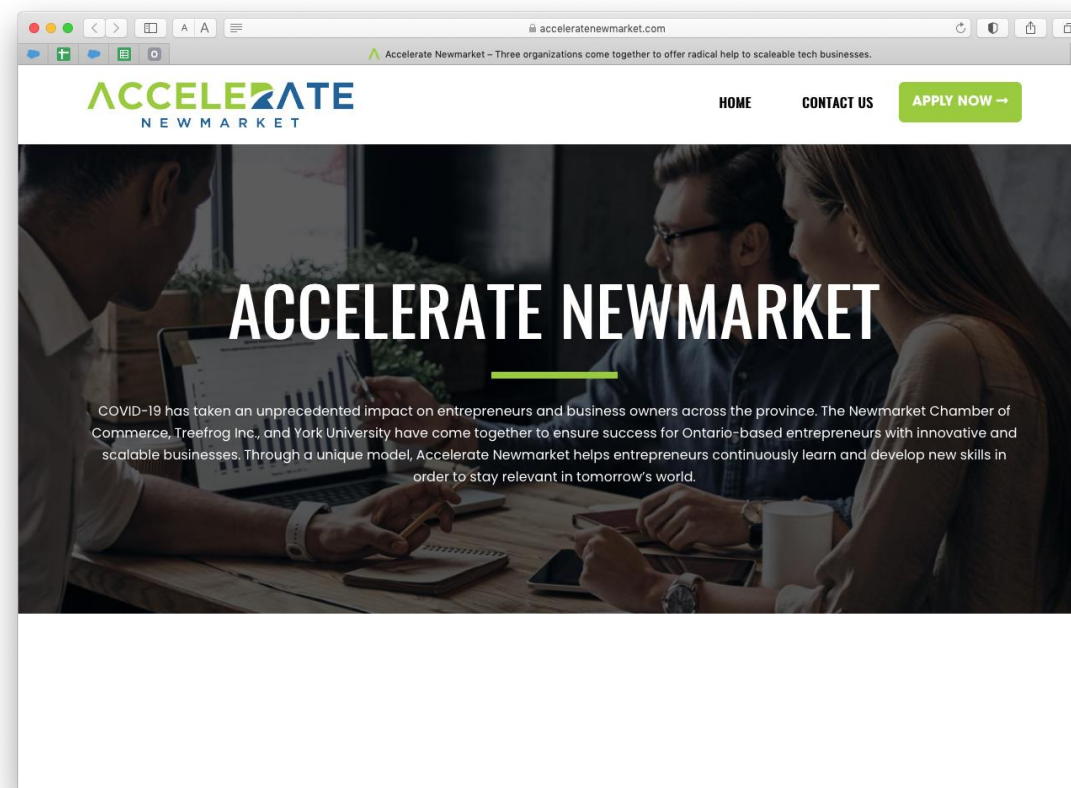 A A
acceleratenewmarket.com
Accelerate Newmarket – Three organizations come together to offer radical help to scaleable tech businesses.
ACCELERATE
NEWMARKET
HOME CONTACT US APPLY NOW →
ACCELERATE NEWMARKET
COVID-19 has taken an unprecedented impact on entrepreneurs and business owners across the province. The Newmarket Chamber of
Commerce, Treefrog Inc., and York University have come together to ensure success for Ontario-based entrepreneurs with innovative and
scalable businesses. Through a unique model, Accelerate Newmarket helps entrepreneurs continuously learn and develop new skills in
order to stay relevant in tomorrow's world.